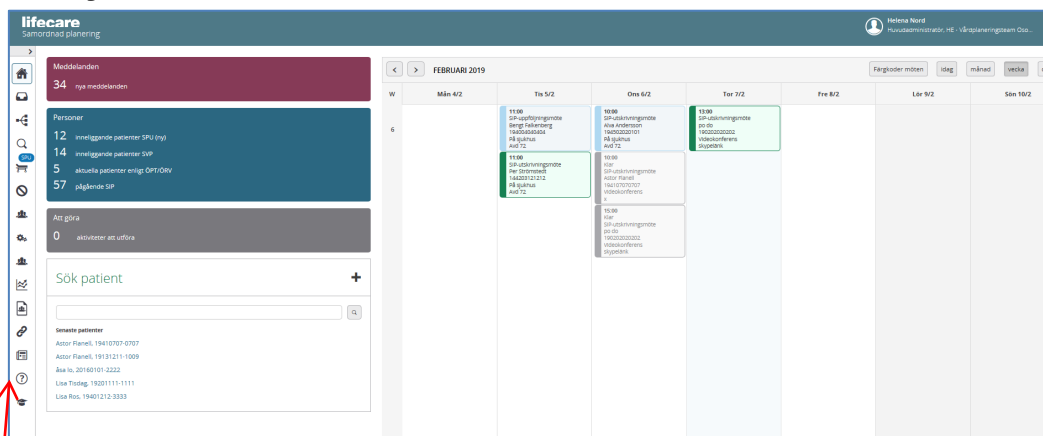 lifecare
Samordnad planering
Helena Nord
Huvudadministratör, HE - Vårdplaneringsteam Oso...
>
SPU
Meddelanden
34 nya meddelanden
Personer
12 inneliggande patienter SPU (ny)
14 inneliggande patienter SVP
5 aktuella patienter enligt ÖPT/ÖRV
57 pågående SIP
Att göra
0 aktiviteter att utföra
Sök patient
Senaste patienter
Astor Flanell, 19410707-0707
Astor Flanell, 19131211-1009
åsa lo, 20160101-2222
Lisa Tisdag, 19201111-1111
Lisa Ros, 19401212-3333
< > FEBRUARI 2019
Färgkoder möten idag månad vecka
W Mån 4/2 Tis 5/2 Ons 6/2 Tor 7/2 Fre 8/2 Lör 9/2 Sön 10/2
6
11:00
SIP-uppföljningsmöte
Bengt Falkenberg
194004040404
På sjukhus
Avd 72
11:00
SIP-utskrivningsmöte
Per Strömstedt
144203121212
På sjukhus
Avd 72
10:00
SIP-utskrivningsmöte
Alva Andersson
194502020101
På sjukhus
Avd 72
10:00
Klar
SIP-utskrivningsmöte
Astor Flanell
194107070707
Videokonferens
x
15:00
Klar
SIP-utskrivningsmöte
po do
190202020202
Videokonferens
skypelänk
13:00
SIP-utskrivningsmöte
po do
190202020202
Videokonferens
skypelänk